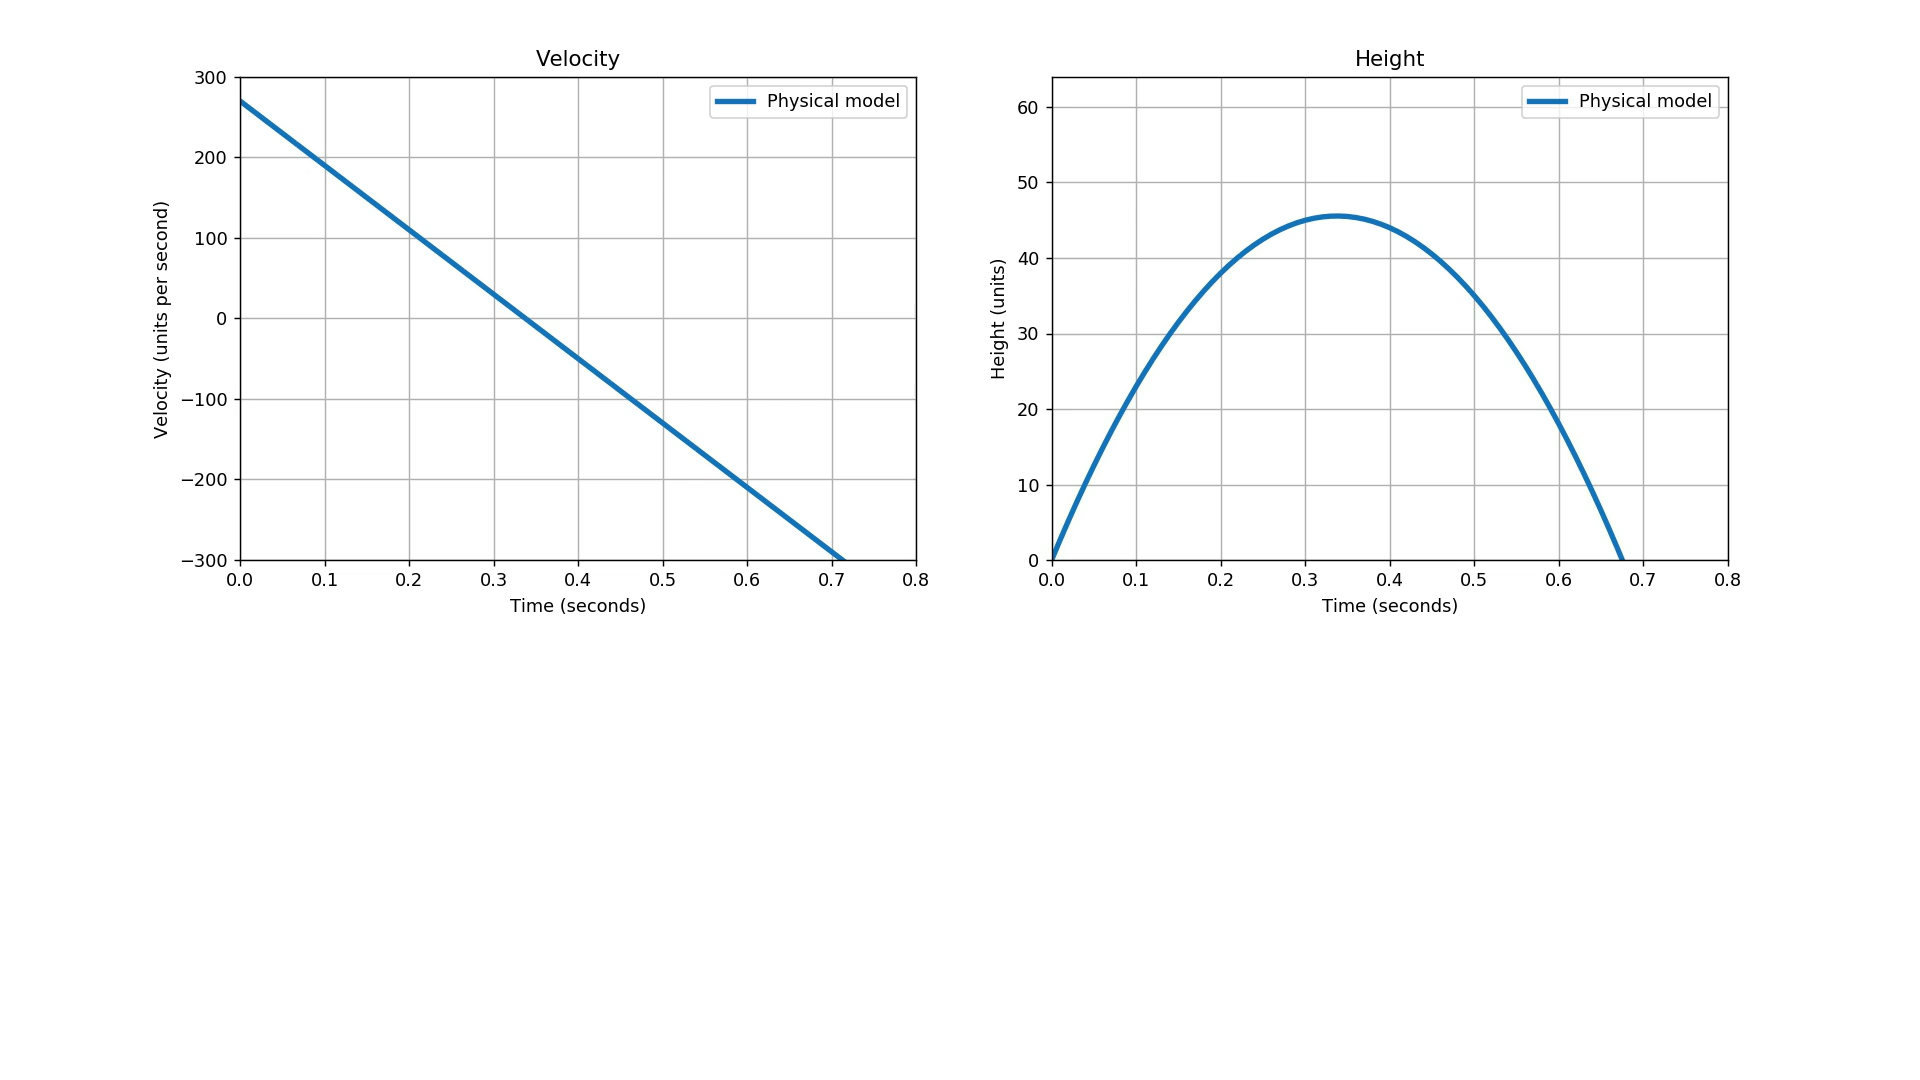 Velocity
Physical model
Velocity (units per second)
300
200
100
0
−100
−200
−300
0.0 0.1 0.2 0.3 0.4 0.5 0.6 0.7 0.8
Time (seconds)
Height
Physical model
Height (units)
60
50
40
30
20
10
0
0.0 0.1 0.2 0.3 0.4 0.5 0.6 0.7 0.8
Time (seconds)